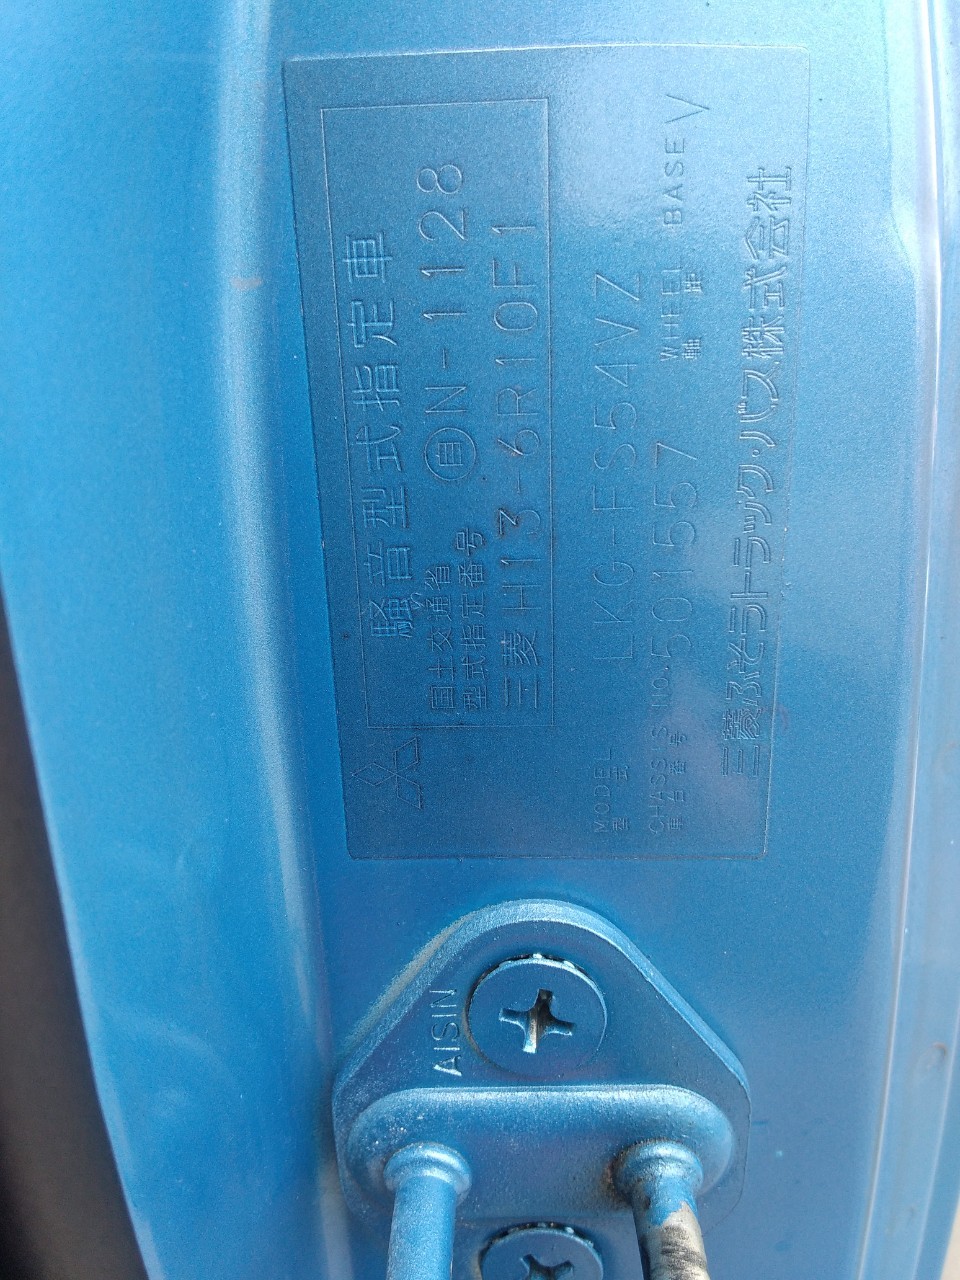 騒音型式指定車
国土交通省
型式指定番号 自N-1128
三菱 H13-6R10F1
MODEL
型式 LKG-FS54VZ
CHASSIS NO. 501557 WHEEL BASE V
車台番号 軸距
三菱ふそうトラック・バス株式会社
AISIN